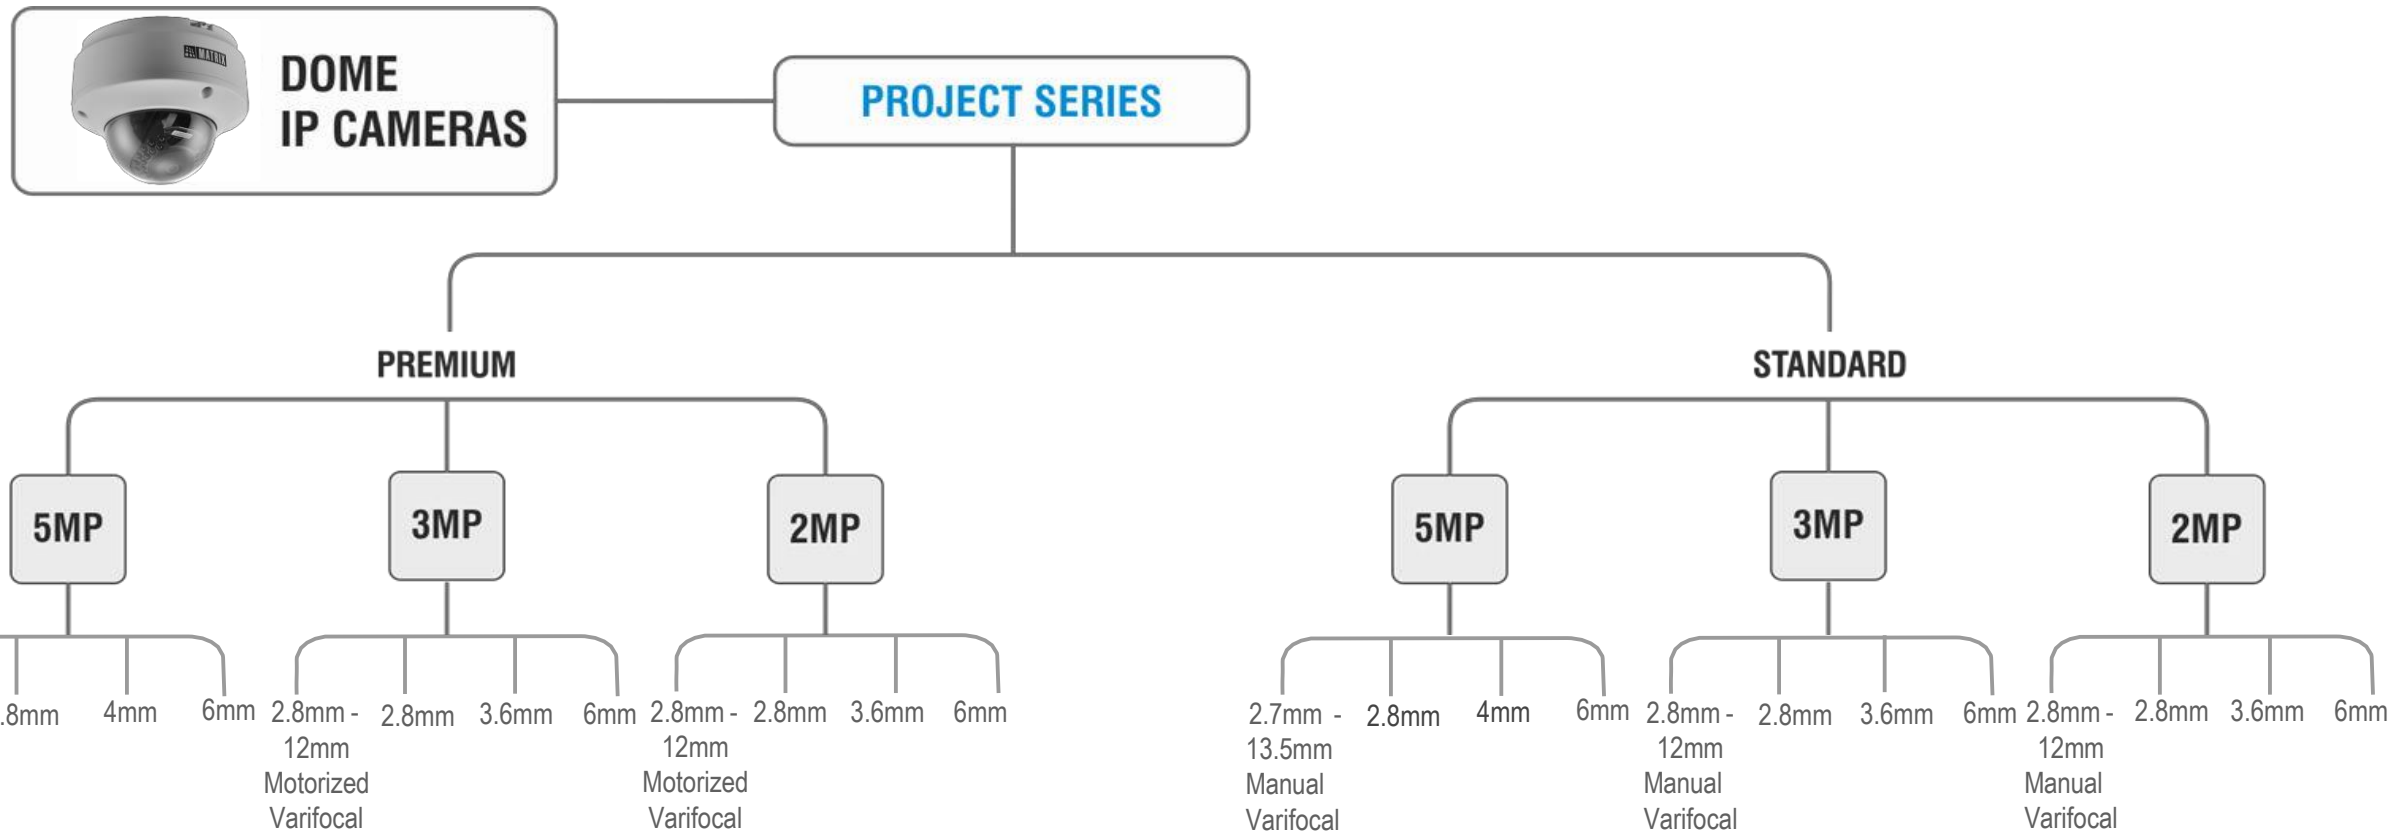 MATRIX
DOME
IP CAMERAS
PROJECT SERIES
PREMIUM
STANDARD
5MP
3MP
2MP
5MP
3MP
2MP
.8mm
4mm
6mm
2.8mm -
12mm
Motorized
Varifocal
2.8mm
3.6mm
6mm
2.8mm -
12mm
Motorized
Varifocal
2.8mm
3.6mm
6mm
2.7mm -
13.5mm
Manual
Varifocal
2.8mm
4mm
6mm
2.8mm -
12mm
Manual
Varifocal
2.8mm
3.6mm
6mm
2.8mm -
12mm
Manual
Varifocal
2.8mm
3.6mm
6mm